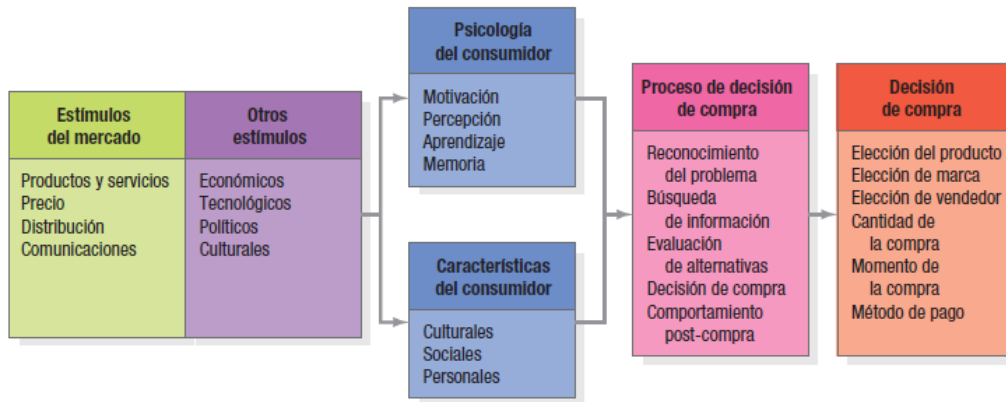 Estímulos
del mercado
Productos y servicios
Precio
Distribución
Comunicaciones
Otros
estímulos
Económicos
Tecnológicos
Políticos
Culturales
Psicología
del consumidor
Motivación
Percepción
Aprendizaje
Memoria
Características
del consumidor
Culturales
Sociales
Personales
Proceso de decisión
de compra
Reconocimiento
del problema
Búsqueda
de información
Evaluación
de alternativas
Decisión de compra
Comportamiento
post-compra
Decisión
de compra
Elección del producto
Elección de marca
Elección de vendedor
Cantidad de
la compra
Momento de
la compra
Método de pago